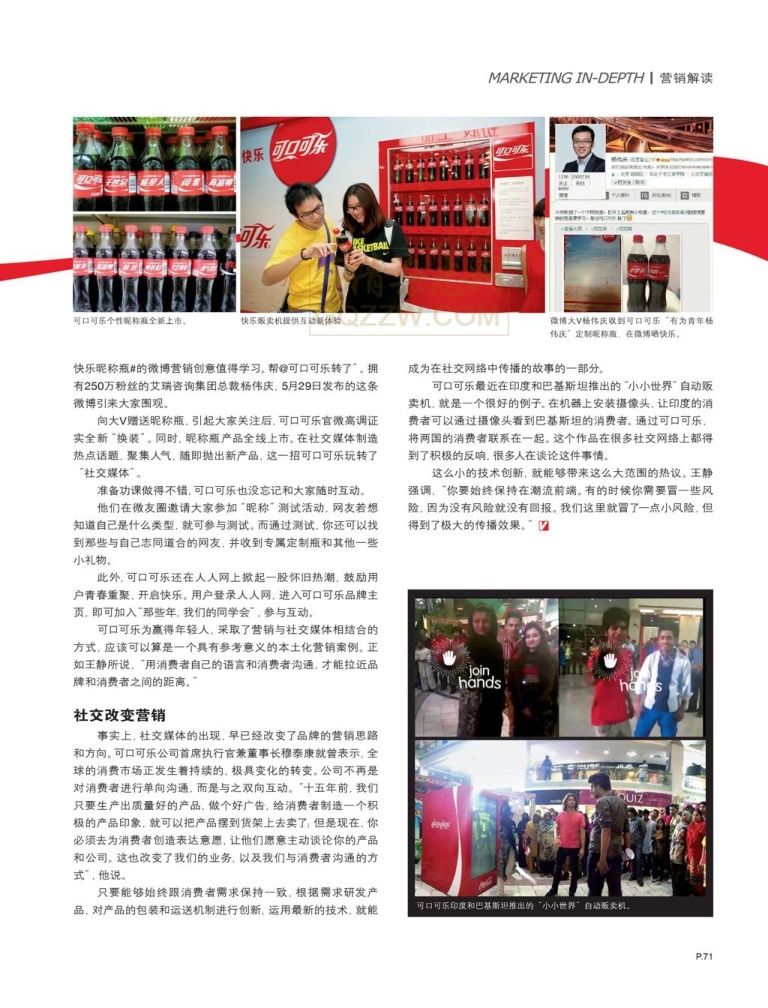 MARKETING IN-DEPTH | 营销解读
可口可乐个性昵称瓶全新上市。
快乐贩卖机提供互动新体验
微博大V杨伟庆收到可口可乐“有为青年杨
伟庆”定制昵称瓶，在微博晒快乐。
快乐昵称瓶#的微博营销创意值得学习。帮@可口可乐转了”。拥
有250万粉丝的艾瑞咨询集团总裁杨伟庆，5月29日发布的这条
微博引来大家围观。
向大V赠送昵称瓶，引起大家关注后，可口可乐官微高调证
实全新“换装”。同时，昵称瓶产品全线上市。在社交媒体制造
热点话题，聚集人气，随即抛出新产品，这一招可口可乐玩转了
“社交媒体”。
准备功课做得不错，可口可乐也没忘记和大家随时互动。
他们在微友圈邀请大家参加“昵称”测试活动，网友若想
知道自己是什么类型，就可参与测试。而通过测试，你还可以找
到那些与自己志同道合的网友，并收到专属定制瓶和其他一些
小礼物。
此外，可口可乐还在人人网上掀起一股怀旧热潮，鼓励用
户青春重聚，开启快乐。用户登录人人网，进入可口可乐品牌主
页，即可加入“那些年，我们的同学会”，参与互动。
可口可乐为赢得年轻人，采取了营销与社交媒体相结合的
方式，应该可以算是一个具有参考意义的本土化营销案例。正
如王静所说，“用消费者自己的语言和消费者沟通，才能拉近品
牌和消费者之间的距离。”
社交改变营销
事实上，社交媒体的出现，早已经改变了品牌的营销思路
和方向。可口可乐公司首席执行官兼董事长穆泰康就曾表示，全
球的消费市场正发生着持续的、极具变化的转变。公司不再是
对消费者进行单向沟通，而是与之双向互动。“十五年前，我们
只要生产出质量好的产品，做个好广告，给消费者制造一个积
极的产品印象，就可以把产品摆到货架上去卖了；但是现在，你
必须去为消费者创造表达意愿，让他们愿意主动谈论你的产品
和公司。这也改变了我们的业务，以及我们与消费者沟通的方
式”，他说。
只要能够始终跟消费者需求保持一致，根据需求研发产
品，对产品的包装和运送机制进行创新，运用最新的技术，就能
成为在社交网络中传播的故事的一部分。
可口可乐最近在印度和巴基斯坦推出的“小小世界”自动贩
卖机，就是一个很好的例子。在机器上安装摄像头，让印度的消
费者可以通过摄像头看到巴基斯坦的消费者。通过可口可乐，
将两国的消费者联系在一起。这个作品在很多社交网络上都得
到了积极的反响，很多人在谈论这件事情。
这么小的技术创新，就能够带来这么大范围的热议。王静
强调，“你要始终保持在潮流前端。有的时候你需要冒一些风
险，因为没有风险就没有回报。我们这里就冒了一点小风险，但
得到了极大的传播效果。”
join
hands
join
hands
QUIZ
可口可乐印度和巴基斯坦推出的“小小世界”自动贩卖机。
P.71